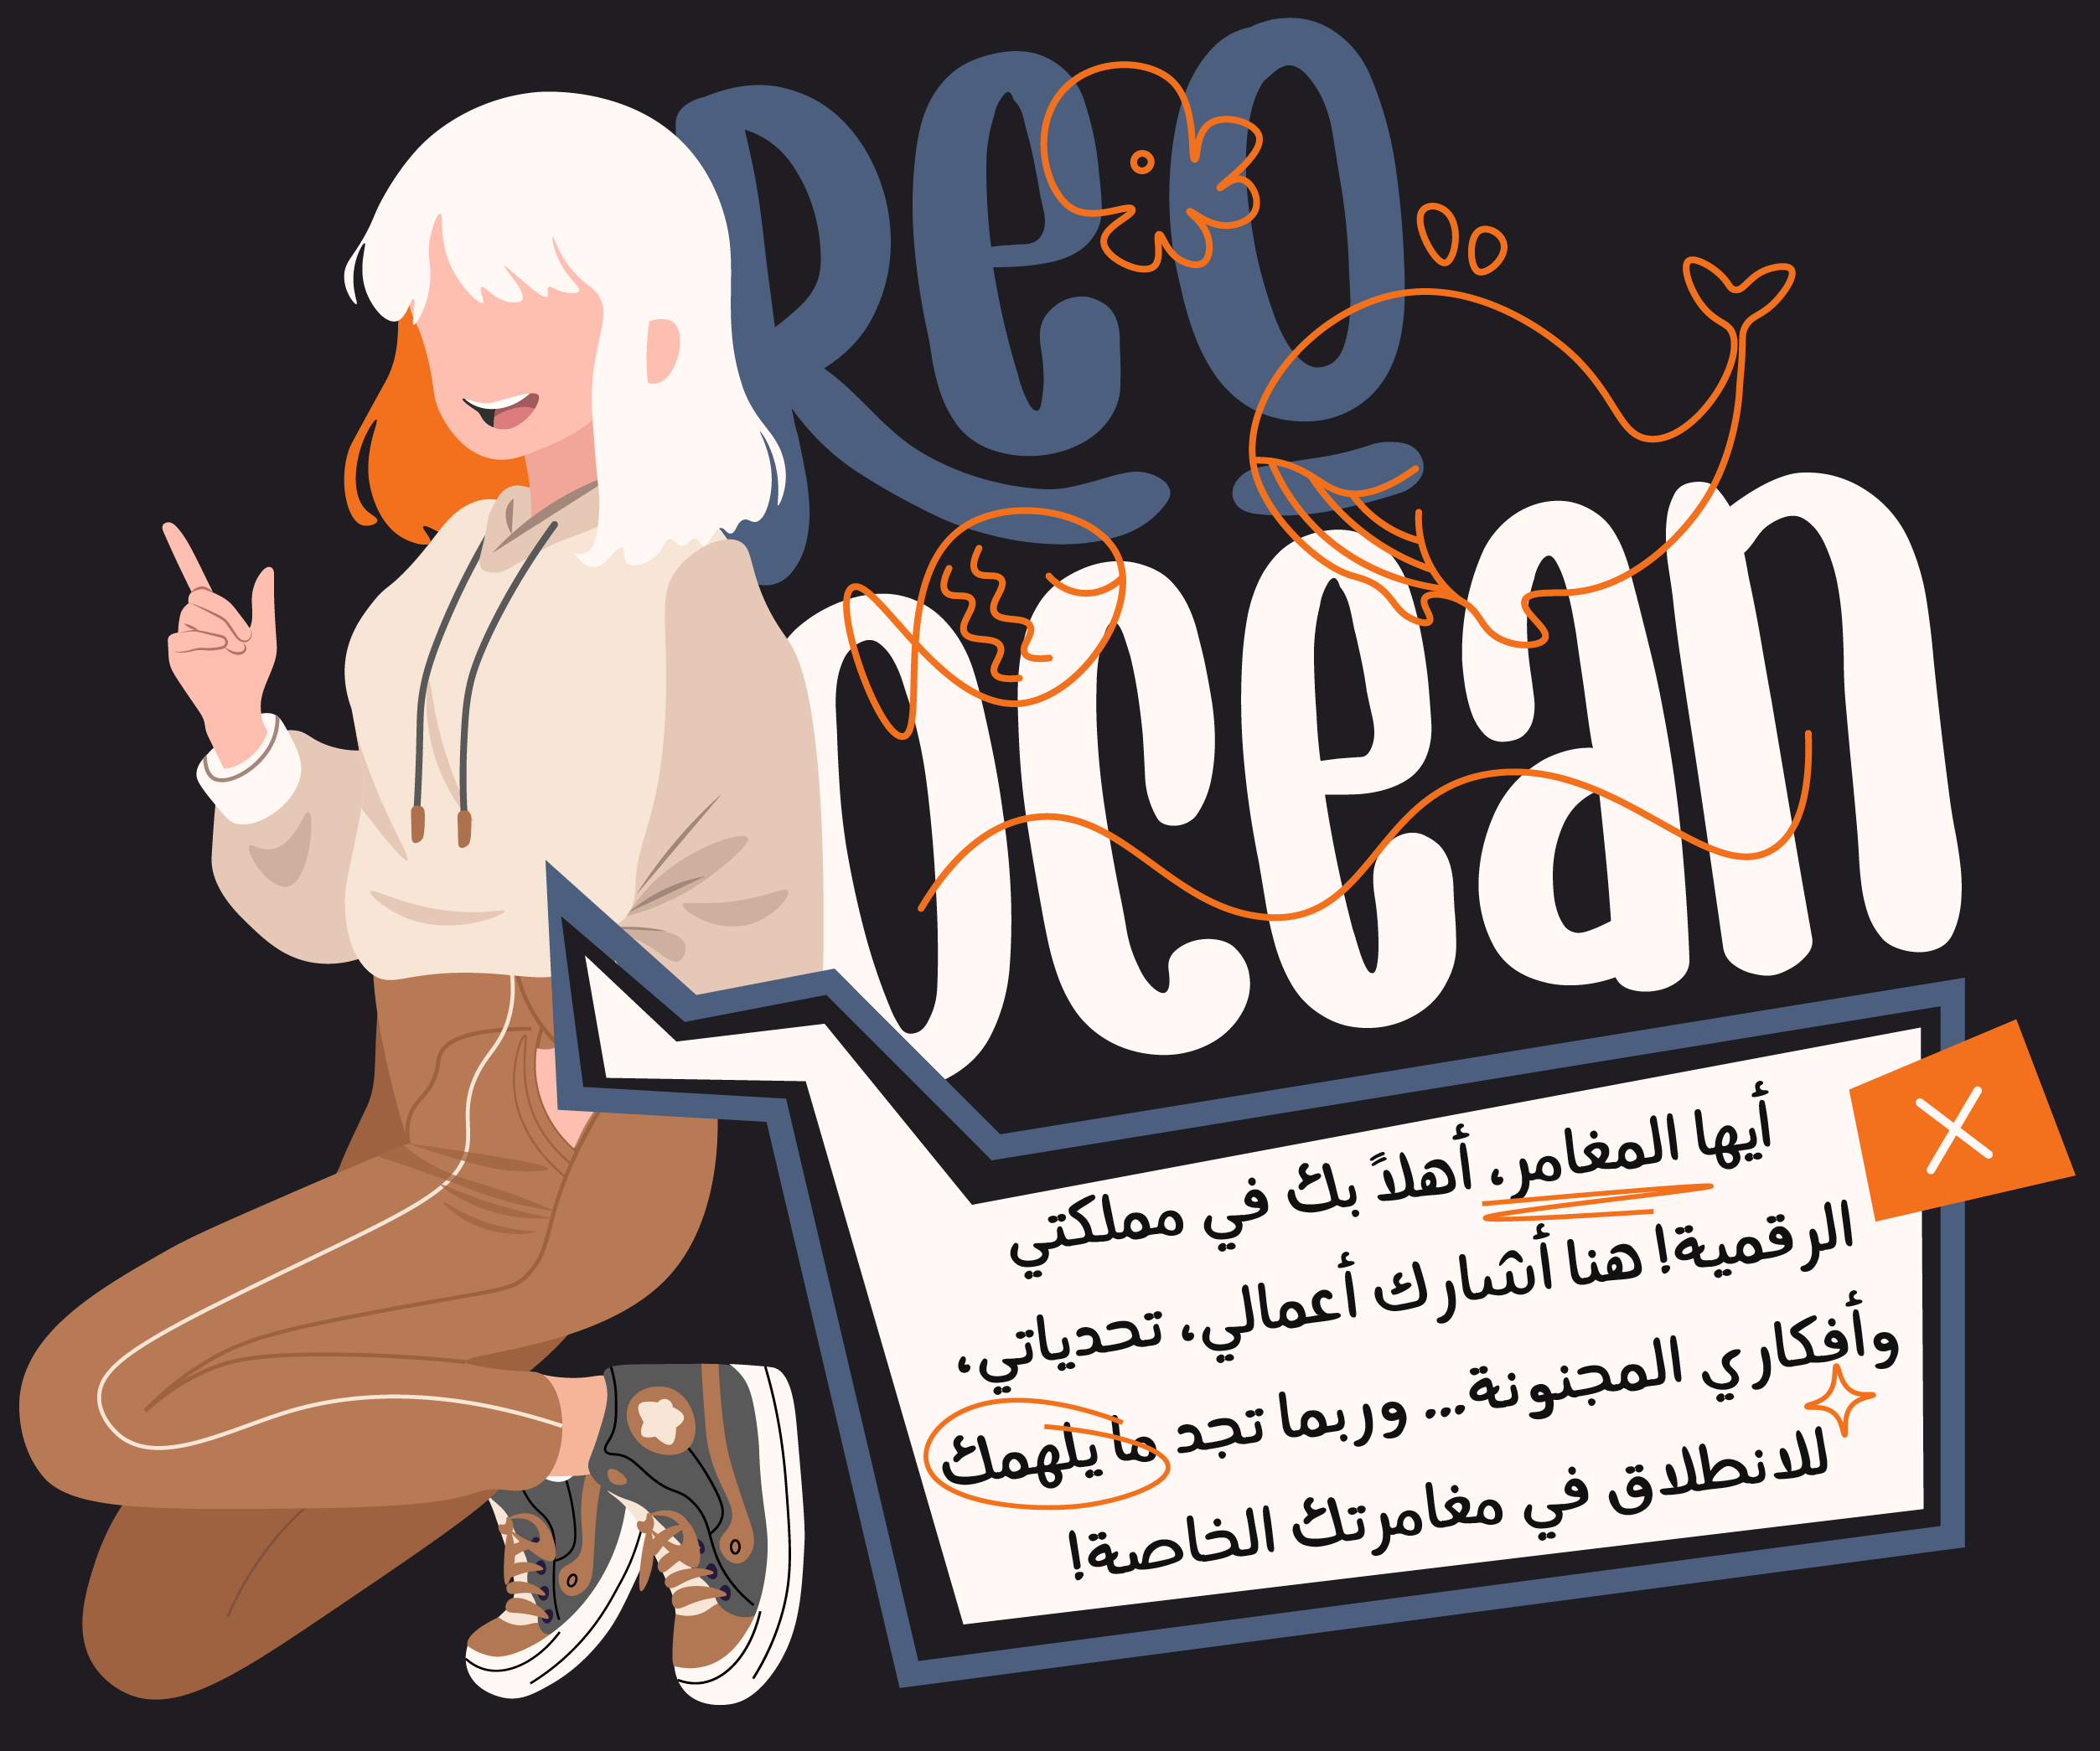 Reo
Ocean
أيها المغامر، أهلاً بك في مملكتي
الرقمية! هنا أشارك أعمالي، تحدياتي،
وأفكاري المجنونة... وربما تجد ما يلهمك
للانطلاق في مغامرتك الخاصة!